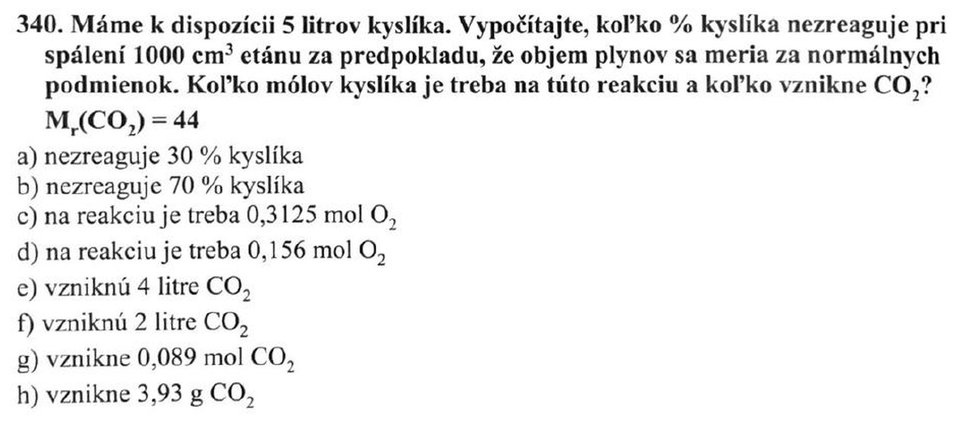 340. Máme k dispozícii 5 litrov kyslíka. Vypočítajte, koľko % kyslíka nezreaguje pri
spálení 1000 cm³ etánu za predpokladu, že objem plynov sa meria za normálnych
podmienok. Koľko mólov kyslíka je treba na túto reakciu a koľko vznikne CO₂?
Mᵣ(CO₂) = 44
a) nezreaguje 30 % kyslíka
b) nezreaguje 70 % kyslíka
c) na reakciu je treba 0,3125 mol O₂
d) na reakciu je treba 0,156 mol O₂
e) vzniknú 4 litre CO₂
f) vzniknú 2 litre CO₂
g) vznikne 0,089 mol CO₂
h) vznikne 3,93 g CO₂